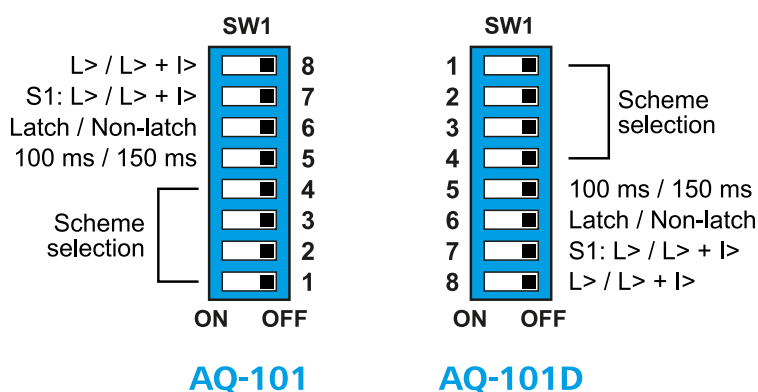 SW1
L> / L> + I> 8
S1: L> / L> + I> 7
Latch / Non-latch 6
100 ms / 150 ms 5
4
Scheme
selection
3
2
1
ON OFF
AQ-101
SW1
1
2
3
4
Scheme
selection
5 100 ms / 150 ms
6 Latch / Non-latch
7 S1: L> / L> + I>
8 L> / L> + I>
ON OFF
AQ-101D